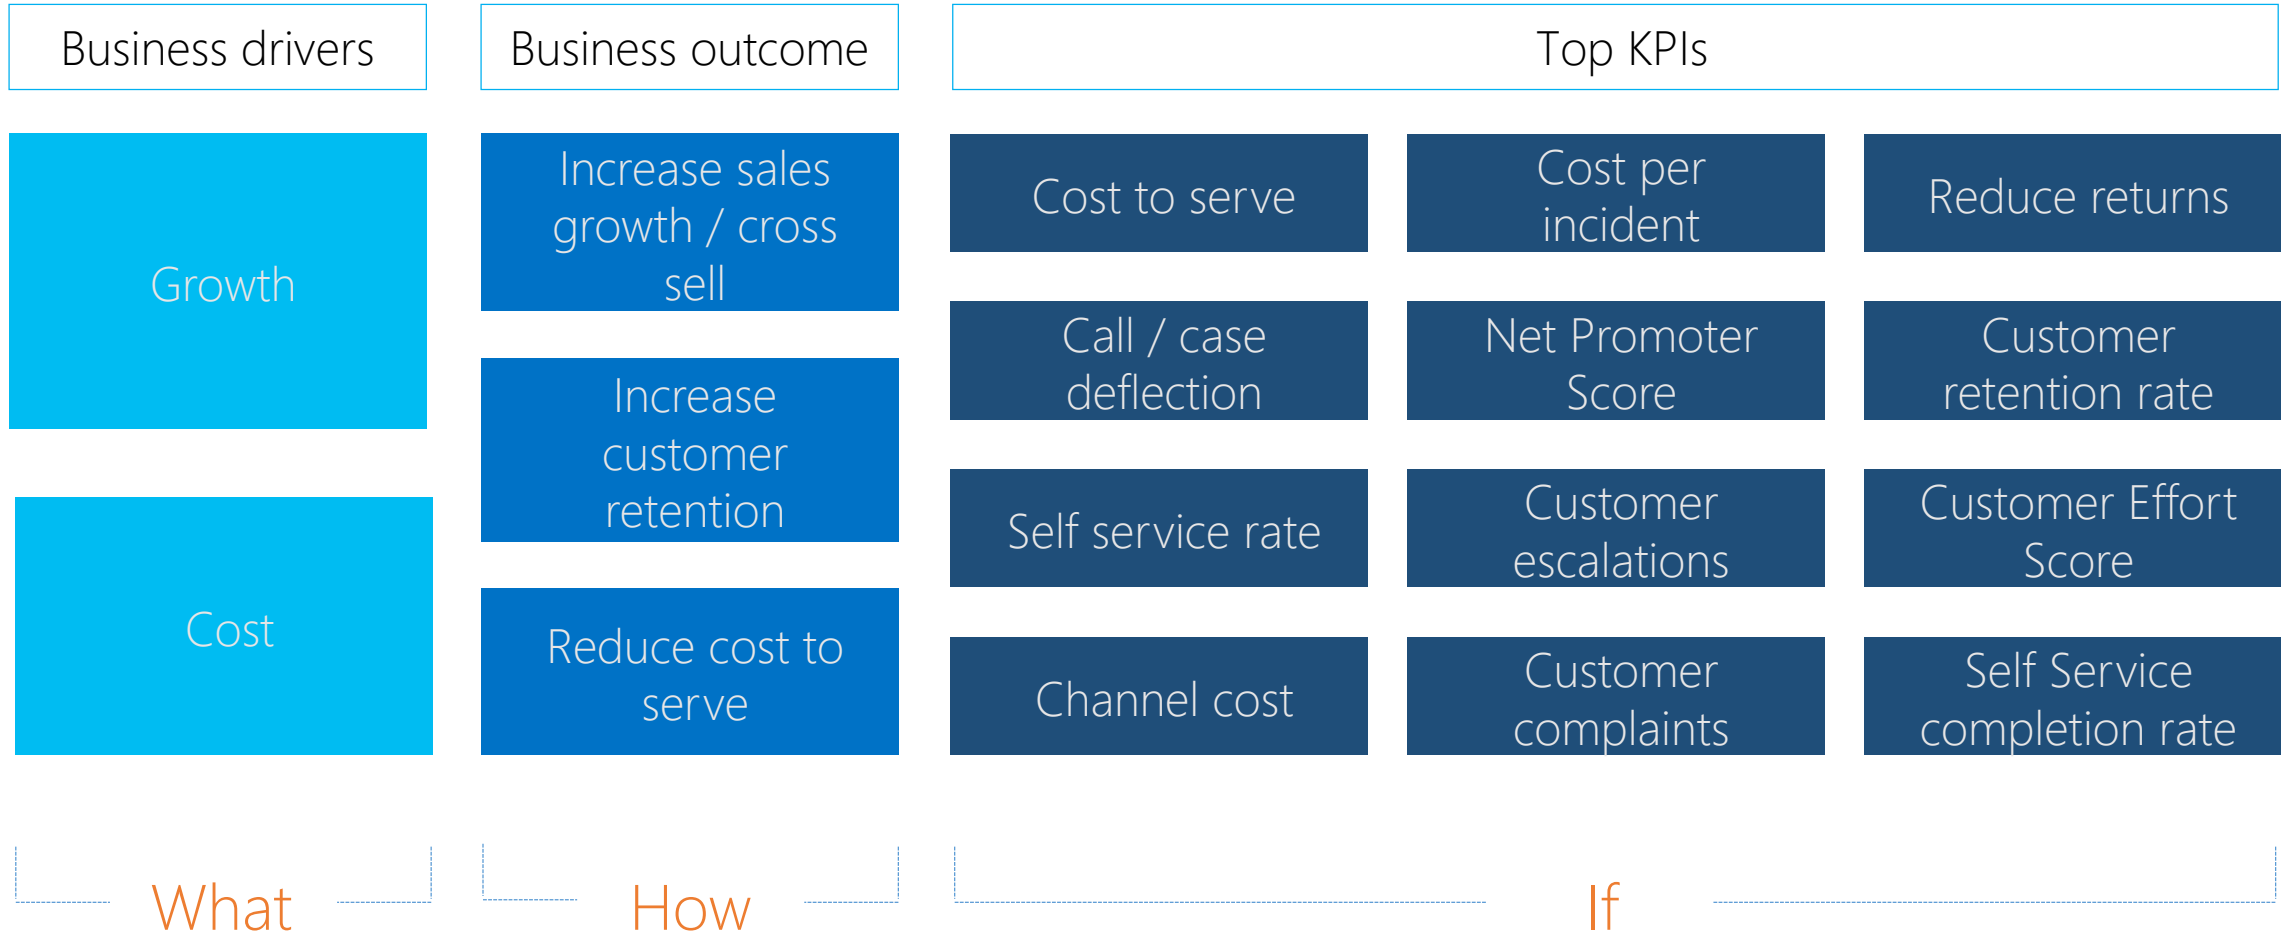 Business drivers
Business outcome
Top KPIs
Growth
Cost
Increase sales
growth / cross
sell
Increase
customer
retention
Reduce cost to
serve
Cost to serve
Cost per
incident
Reduce returns
Call / case
deflection
Net Promoter
Score
Customer
retention rate
Self service rate
Customer
escalations
Customer Effort
Score
Channel cost
Customer
complaints
Self Service
completion rate
What
How
If